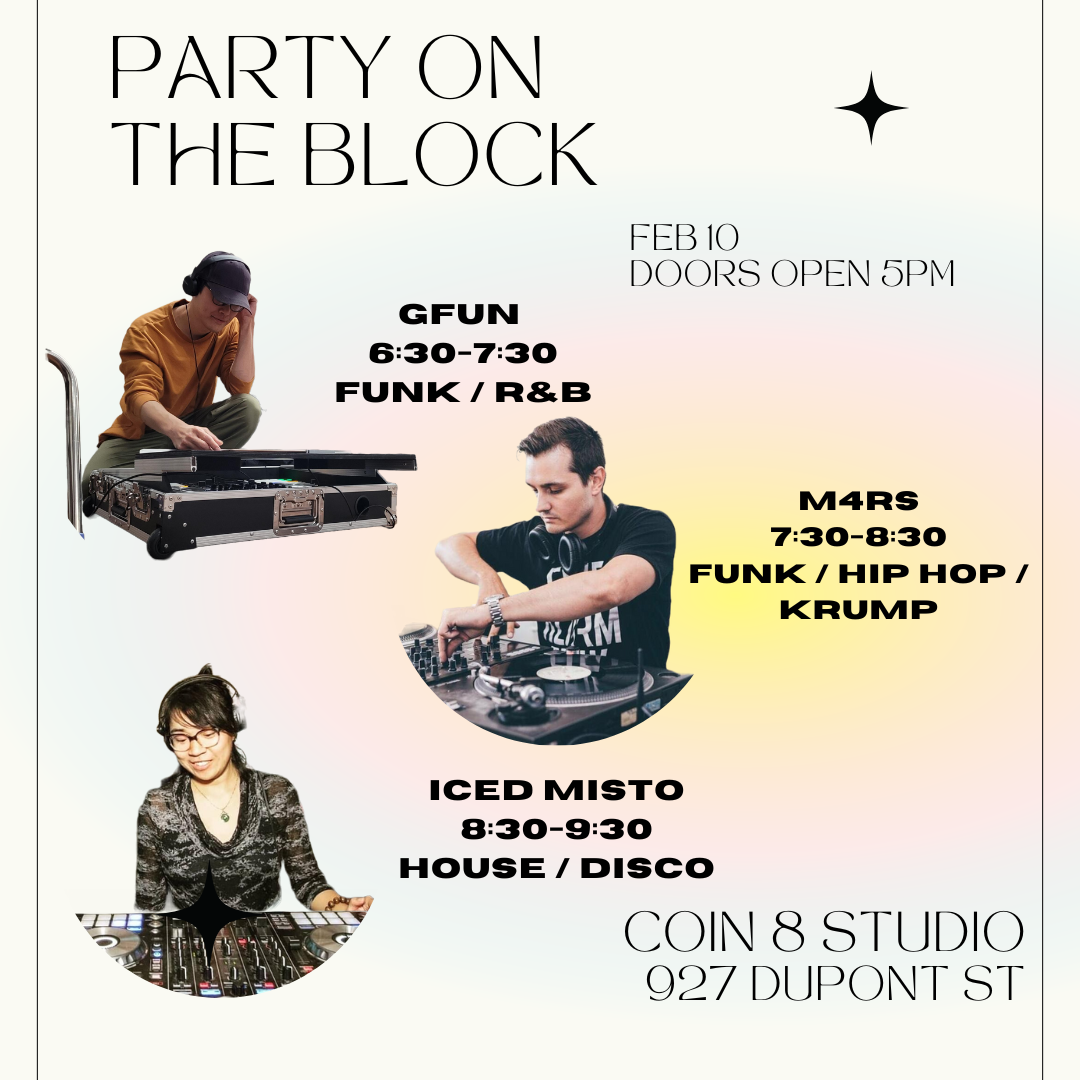 PARTY ON
THE BLOCK
FEB 10
DOORS OPEN 5PM
GFUN
6:30-7:30
FUNK / R&B
M4RS
7:30-8:30
FUNK / HIP HOP /
KRUMP
ICED MISTO
8:30-9:30
HOUSE / DISCO
COIN 8 STUDIO
927 DUPONT ST